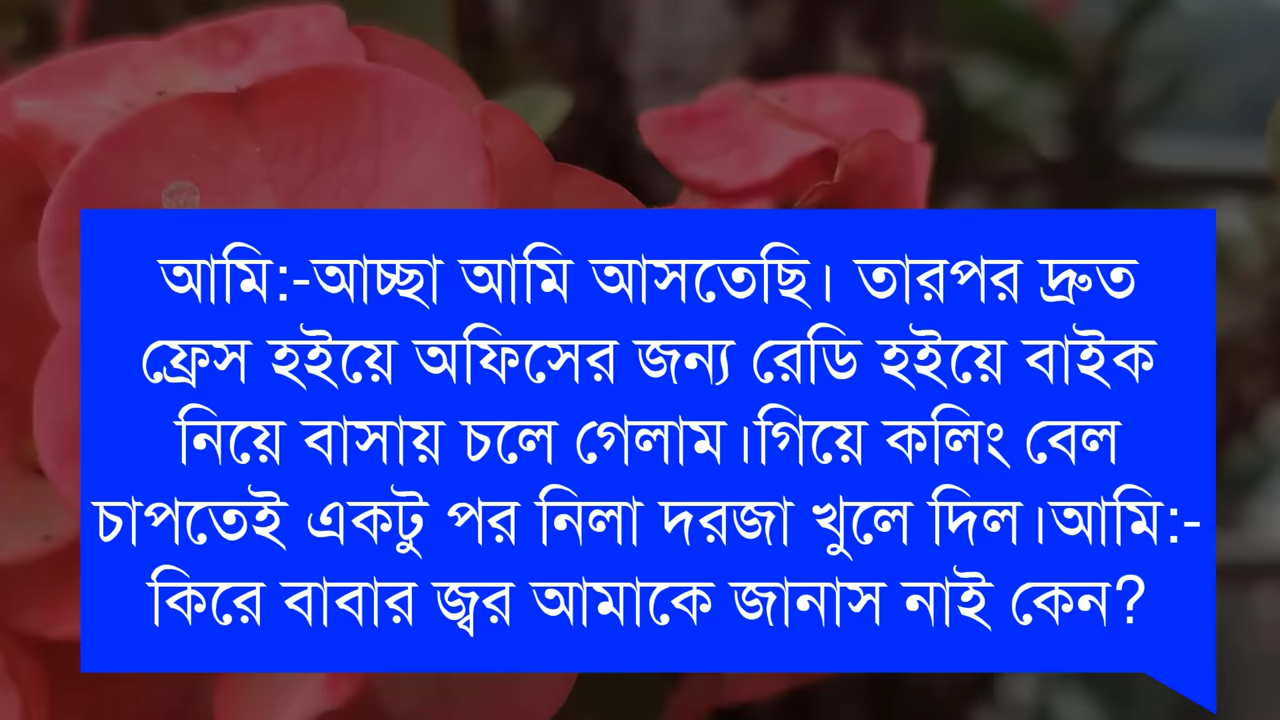 আমি:-আচ্ছা আমি আসতেছি। তারপর দ্রুত
ফ্রেস হইয়ে অফিসের জন্য রেডি হইয়ে বাইক
নিয়ে বাসায় চলে গেলাম।গিয়ে কলিং বেল
চাপতেই একটু পর নিলা দরজা খুলে দিল।আমি:-
কিরে বাবার জ্বর আমাকে জানাস নাই কেন?